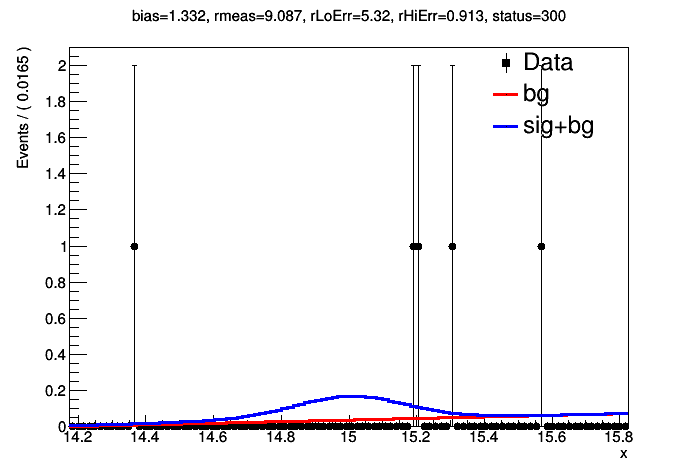 bias=1.332, rmeas=9.087, rLoErr=5.32, rHiErr=0.913, status=300
Events / ( 0.0165 )
2
1.8
1.6
1.4
1.2
1
0.8
0.6
0.4
0.2
0
Data
bg
sig+bg
14.2 14.4 14.6 14.8 15 15.2 15.4 15.6 15.8
x